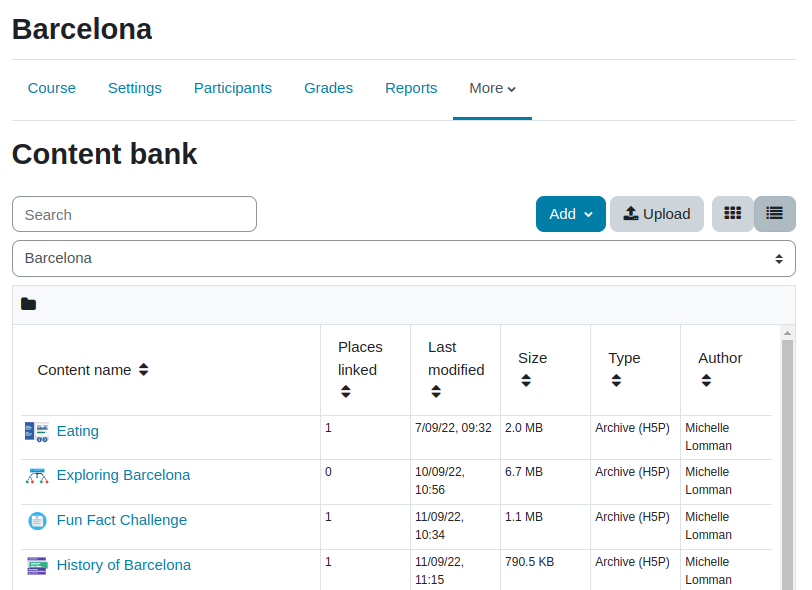 Barcelona
Course Settings Participants Grades Reports More
Content bank
Search Add Upload
Barcelona
Content name Places linked Last modified Size Type Author
Eating 1 7/09/22, 09:32 2.0 MB Archive (H5P) Michelle Lomman
Exploring Barcelona 0 10/09/22, 10:56 6.7 MB Archive (H5P) Michelle Lomman
Fun Fact Challenge 1 11/09/22, 10:34 1.1 MB Archive (H5P) Michelle Lomman
History of Barcelona 1 11/09/22, 11:15 790.5 KB Archive (H5P) Michelle Lomman